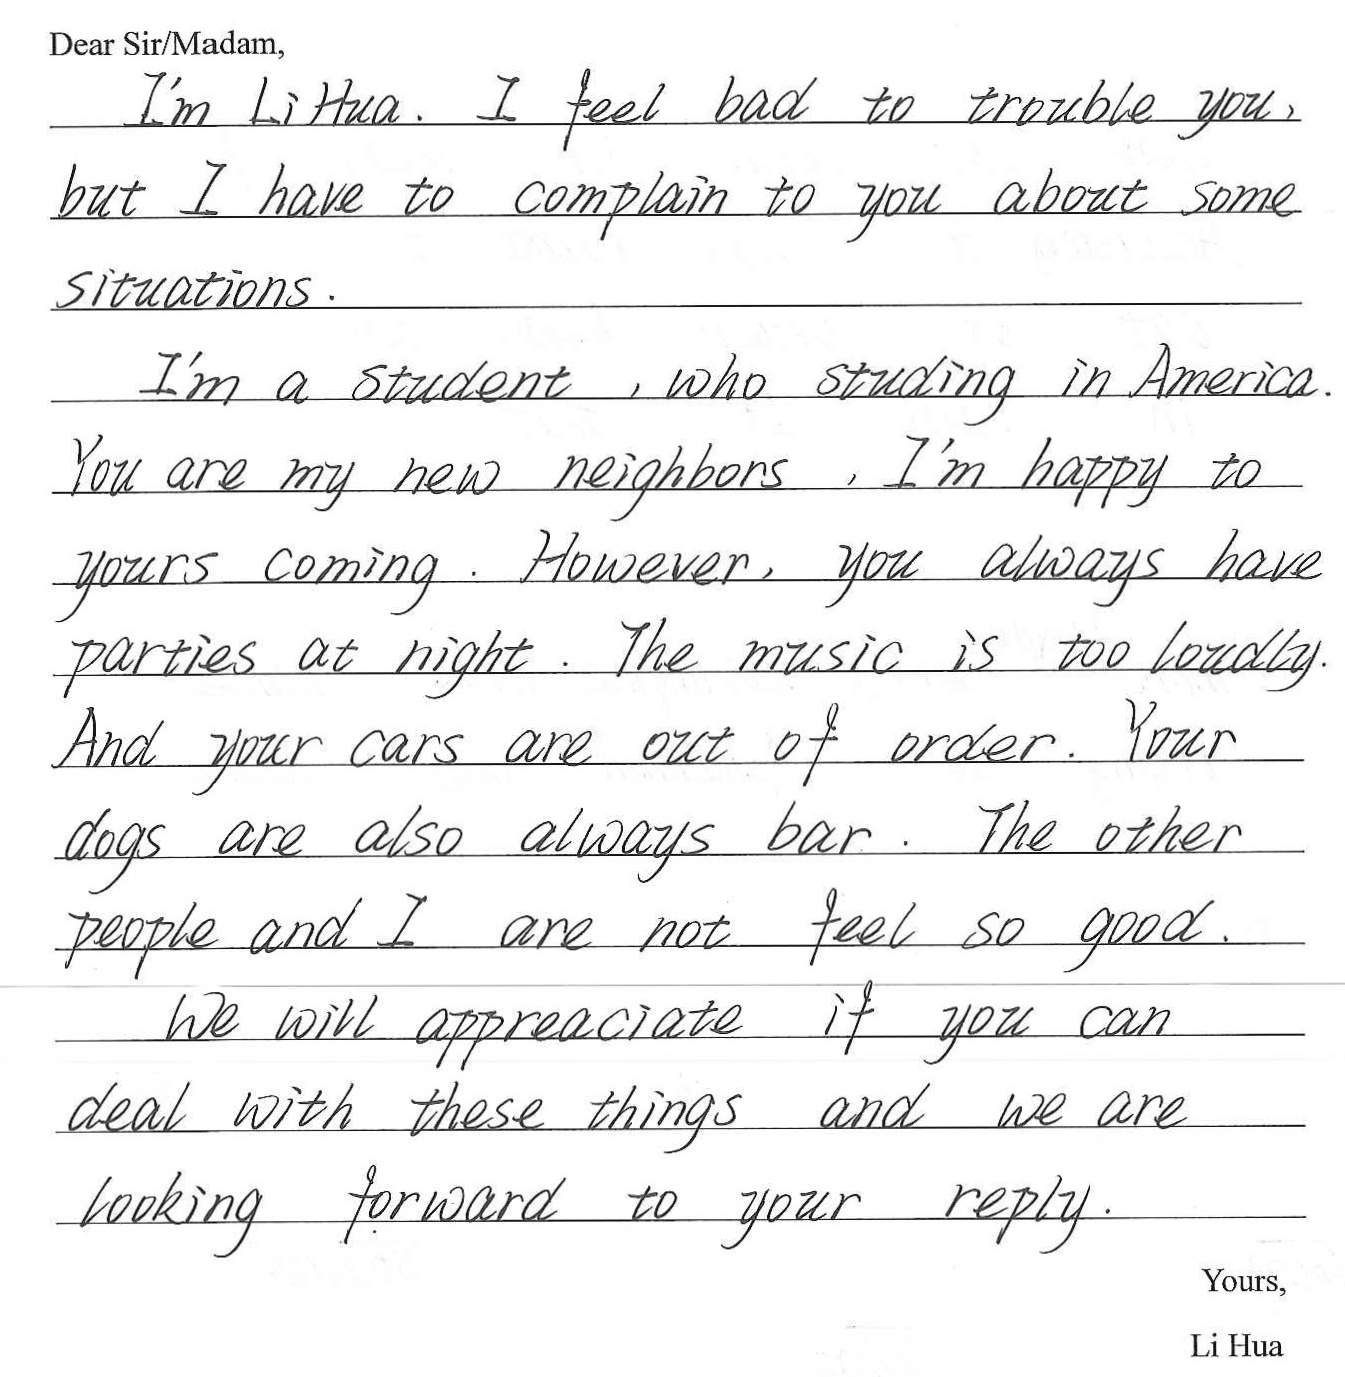 Dear Sir/Madam,
I'm Li Hua. I feel bad to trouble you,
but I have to complain to you about some
situations.
I'm a student, who studing in America.
You are my new neighbors, I'm happy to
yours coming. However, you always have
parties at night. The music is too loudly.
And your cars are out of order. Your
dogs are also always bar. The other
people and I are not feel so good.
We will appreaciate if you can
deal with these things and we are
looking forward to your reply.
Yours,
Li Hua